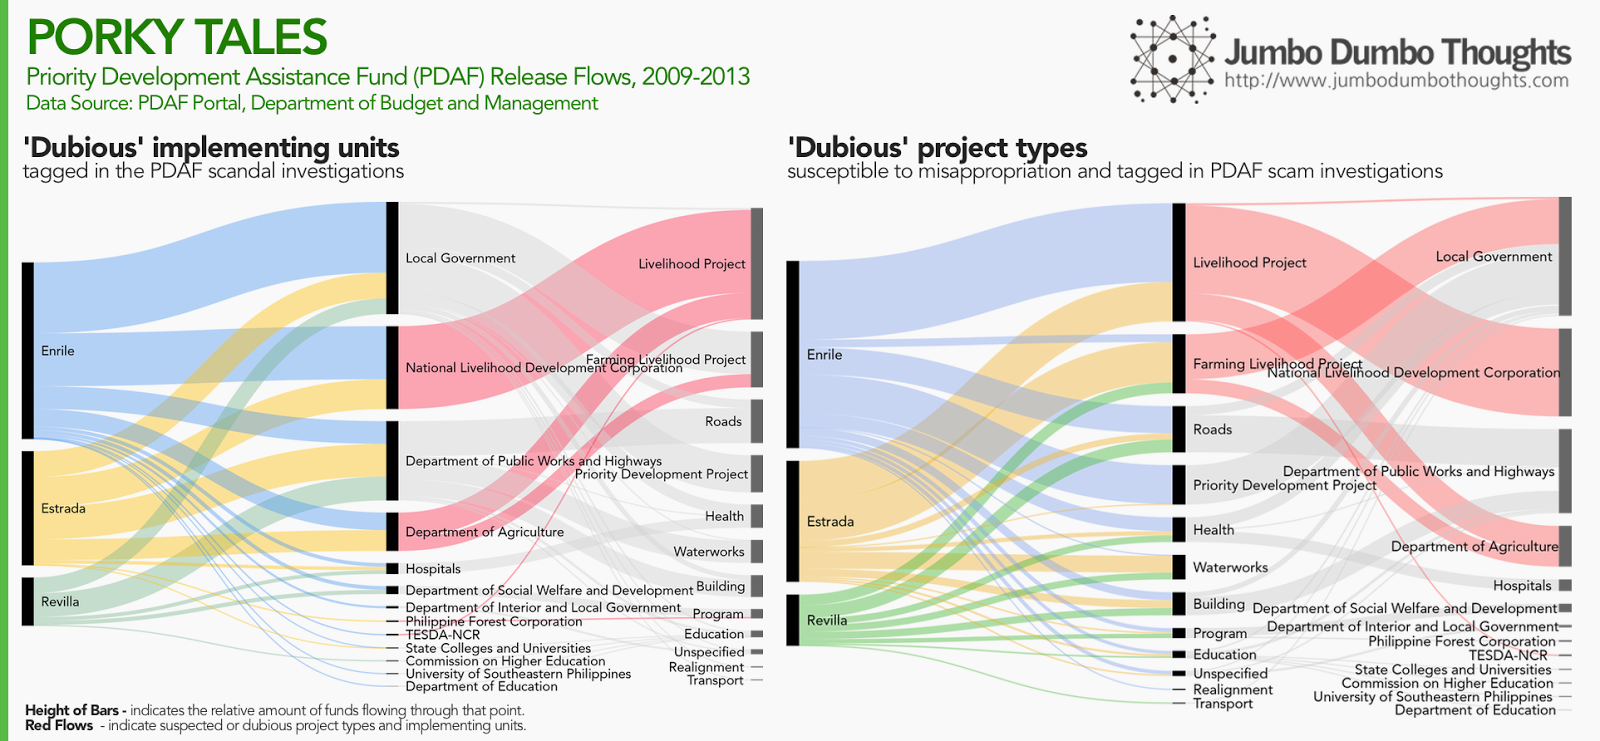 PORKY TALES
Priority Development Assistance Fund (PDAF) Release Flows, 2009-2013
Data Source: PDAF Portal, Department of Budget and Management
Jumbo Dumbo Thoughts
http://www.jumbodumbothoughts.com
'Dubious' implementing units
tagged in the PDAF scandal investigations
Enrile
Estrada
Revilla
Local Government
National Livelihood Development Corporation
Department of Public Works and Highways
Department of Agriculture
Hospitals
Department of Social Welfare and Development
Department of Interior and Local Government
Philippine Forest Corporation
TESDA-NCR
State Colleges and Universities
Commission on Higher Education
University of Southeastern Philippines
Department of Education
Livelihood Project
Farming Livelihood Project
Roads
Priority Development Project
Health
Waterworks
Building
Program
Education
Unspecified
Realignment
Transport
Height of Bars - indicates the relative amount of funds flowing through that point.
Red Flows - indicate suspected or dubious project types and implementing units.
'Dubious' project types
susceptible to misappropriation and tagged in PDAF scam investigations
Enrile
Estrada
Revilla
Livelihood Project
Farming Livelihood Project
Roads
Priority Development Project
Health
Waterworks
Building
Program
Education
Unspecified
Realignment
Transport
Local Government
National Livelihood Development Corporation
Department of Public Works and Highways
Department of Agriculture
Hospitals
Department of Social Welfare and Development
Department of Interior and Local Government
Philippine Forest Corporation
TESDA-NCR
State Colleges and Universities
Commission on Higher Education
University of Southeastern Philippines
Department of Education